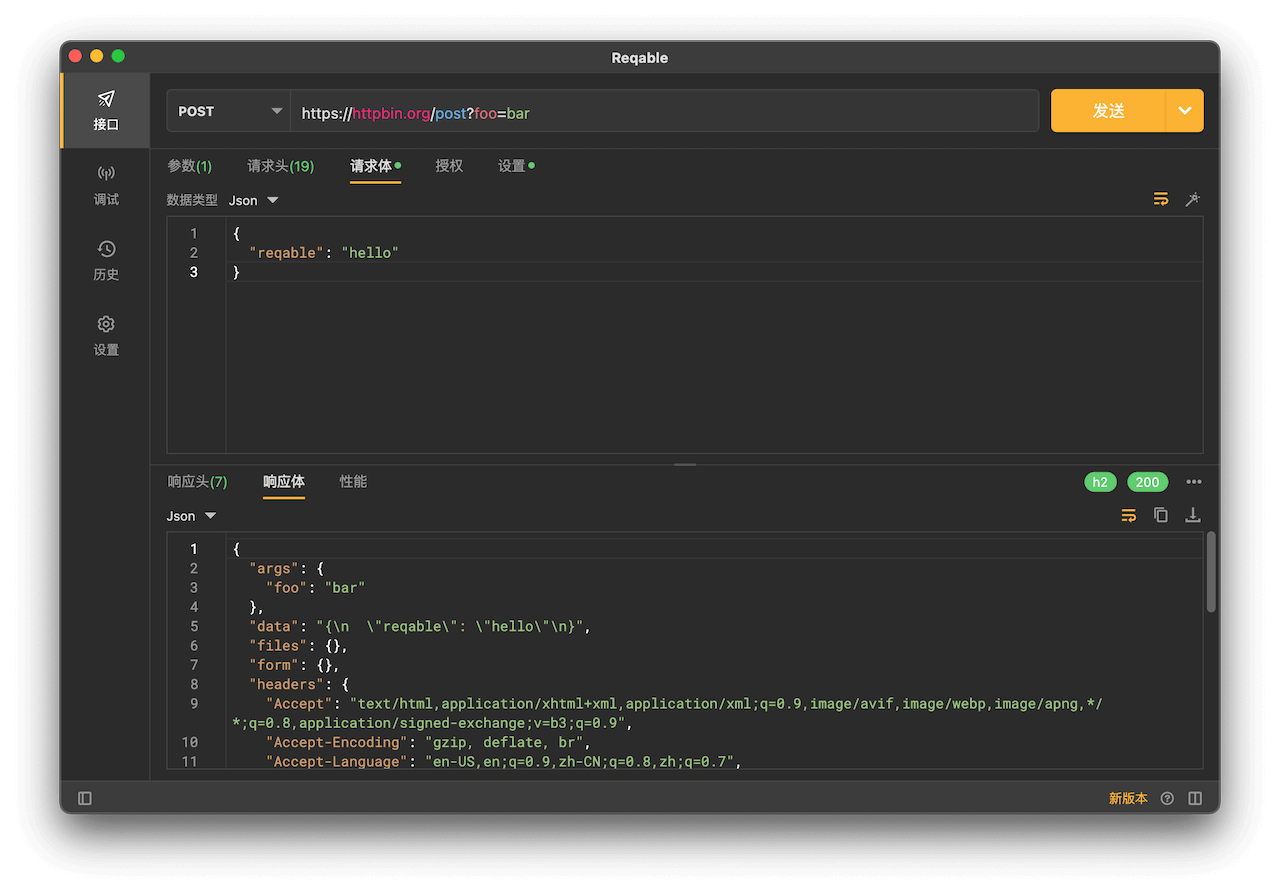 Reqable
接口
调试
历史
设置
POST
https://httpbin.org/post?foo=bar
发送
参数(1) 请求头(19) 请求体 授权 设置
数据类型 Json
1 {
2 "reqable": "hello"
3 }
响应头(7) 响应体 性能 h2 200
Json
1 {
2 "args": {
3 "foo": "bar"
4 },
5 "data": "{\n  \"reqable\": \"hello\"\n}",
6 "files": {},
7 "form": {},
8 "headers": {
9 "Accept": "text/html,application/xhtml+xml,application/xml;q=0.9,image/avif,image/webp,image/apng,*/
*;q=0.8,application/signed-exchange;v=b3;q=0.9",
10 "Accept-Encoding": "gzip, deflate, br",
11 "Accept-Language": "en-US,en;q=0.9,zh-CN;q=0.8,zh;q=0.7",
新版本